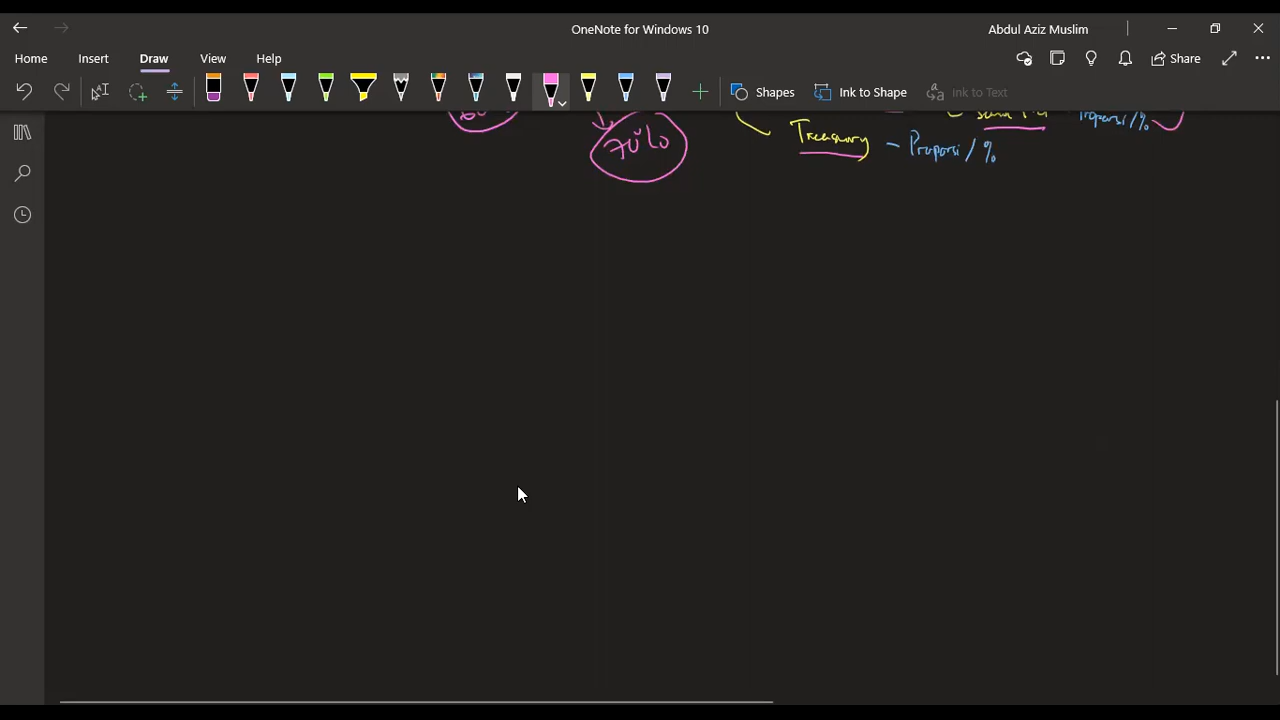 OneNote for Windows 10
Abdul Aziz Muslim
Home Insert Draw View Help
Share
Shapes
Ink to Shape
Ink to Text
Proporsi/%
70%
Treasury - Proporsi/%